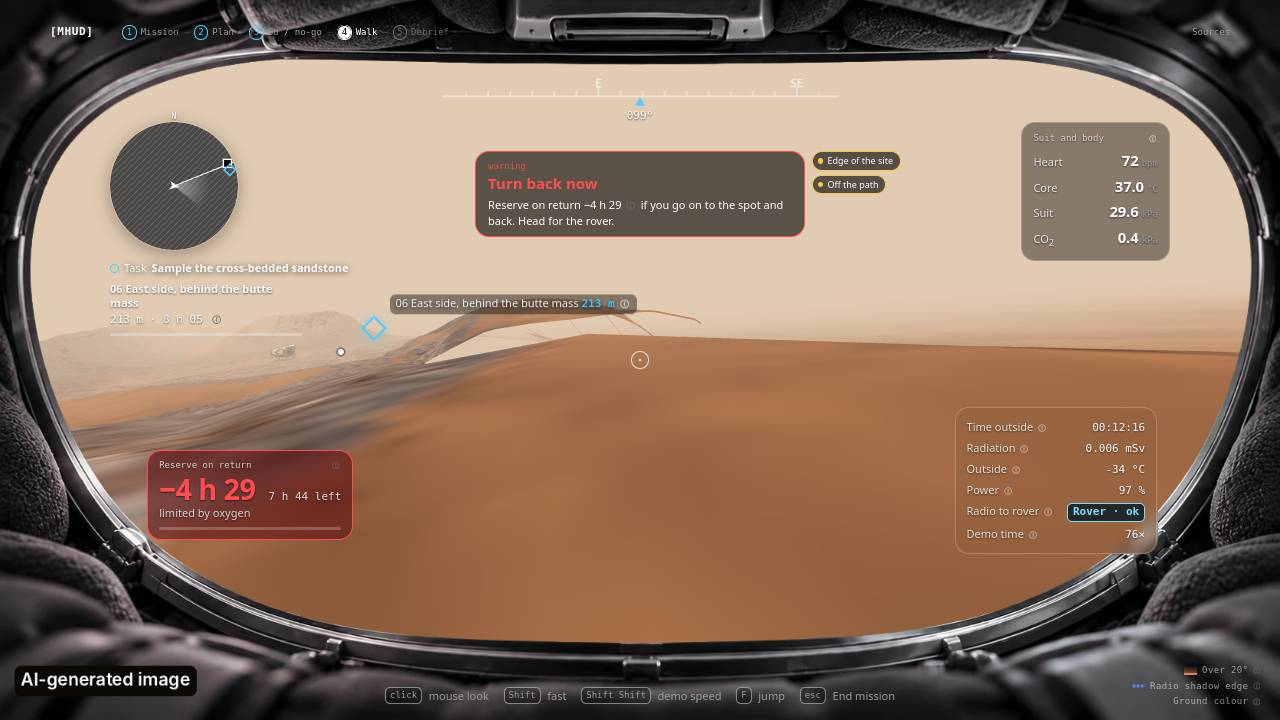 [MHUD]
1 Mission
2 Plan
/ no-go
4 Walk
5 Debrief
Sources
E
SE
099°
N
warning
Turn back now
Reserve on return −4 h 29 ⓘ if you go on to the spot and
back. Head for the rover.
Edge of the site
Off the path
Suit and body ⓘ
Heart 72 bpm
Core 37.0 °C
Suit 29.6 kPa
CO2 0.4 kPa
Task Sample the cross-bedded sandstone
06 East side, behind the butte
mass
213 m · 8 h 05 ⓘ
06 East side, behind the butte mass 213 m ⓘ
Reserve on return ⓘ
−4 h 29 7 h 44 left
limited by oxygen
Time outside ⓘ 00:12:16
Radiation ⓘ 0.006 mSv
Outside ⓘ -34 °C
Power ⓘ 97 %
Radio to rover ⓘ Rover · ok
Demo time ⓘ 76×
AI-generated image
click mouse look Shift fast Shift Shift demo speed F jump esc End mission
Over 20° ⓘ
Radio shadow edge ⓘ
Ground colour ⓘ